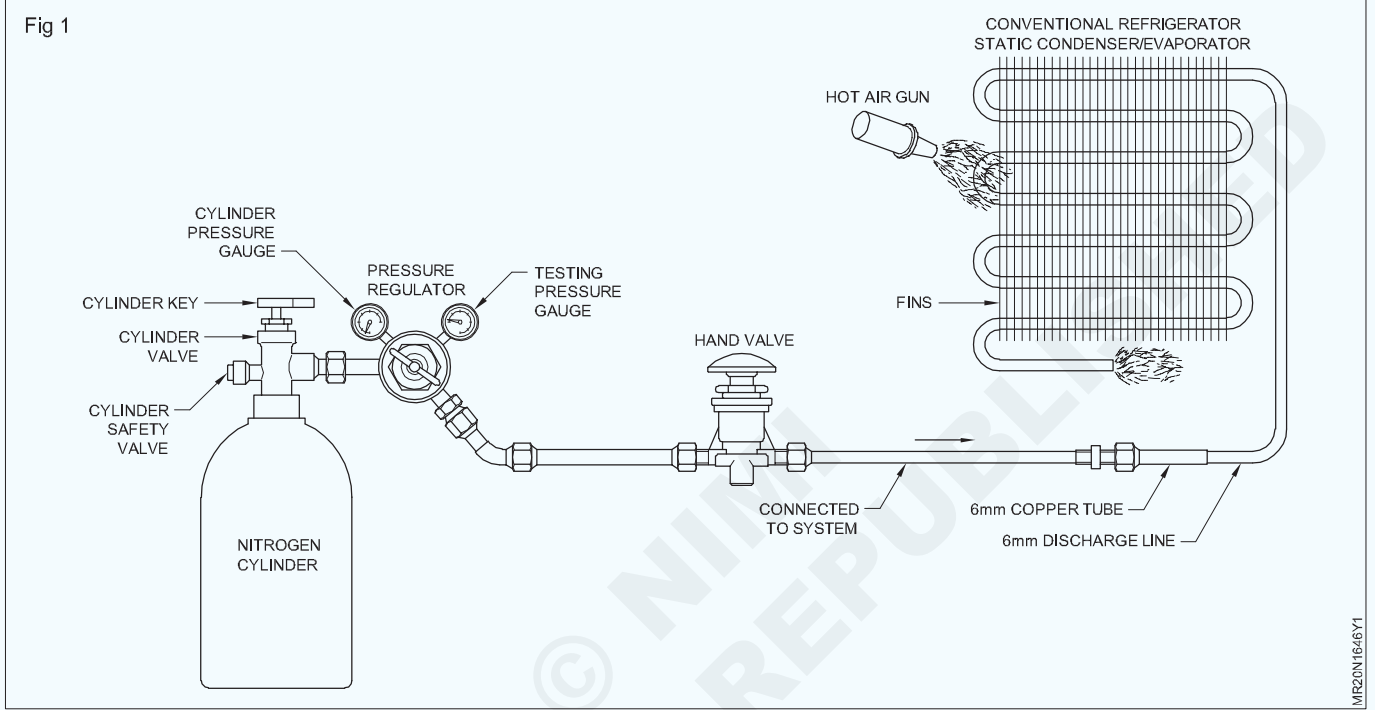 Fig 1
CONVENTIONAL REFRIGERATOR
STATIC CONDENSER/EVAPORATOR
HOT AIR GUN
CYLINDER
PRESSURE
GAUGE
PRESSURE
REGULATOR
TESTING
PRESSURE
GAUGE
CYLINDER KEY
CYLINDER
VALVE
CYLINDER
SAFETY
VALVE
FINS
HAND VALVE
CONNECTED
TO SYSTEM
6mm COPPER TUBE
6mm DISCHARGE LINE
NITROGEN
CYLINDER
© NIMI
REPUBLISHED
MR20N1646Y1